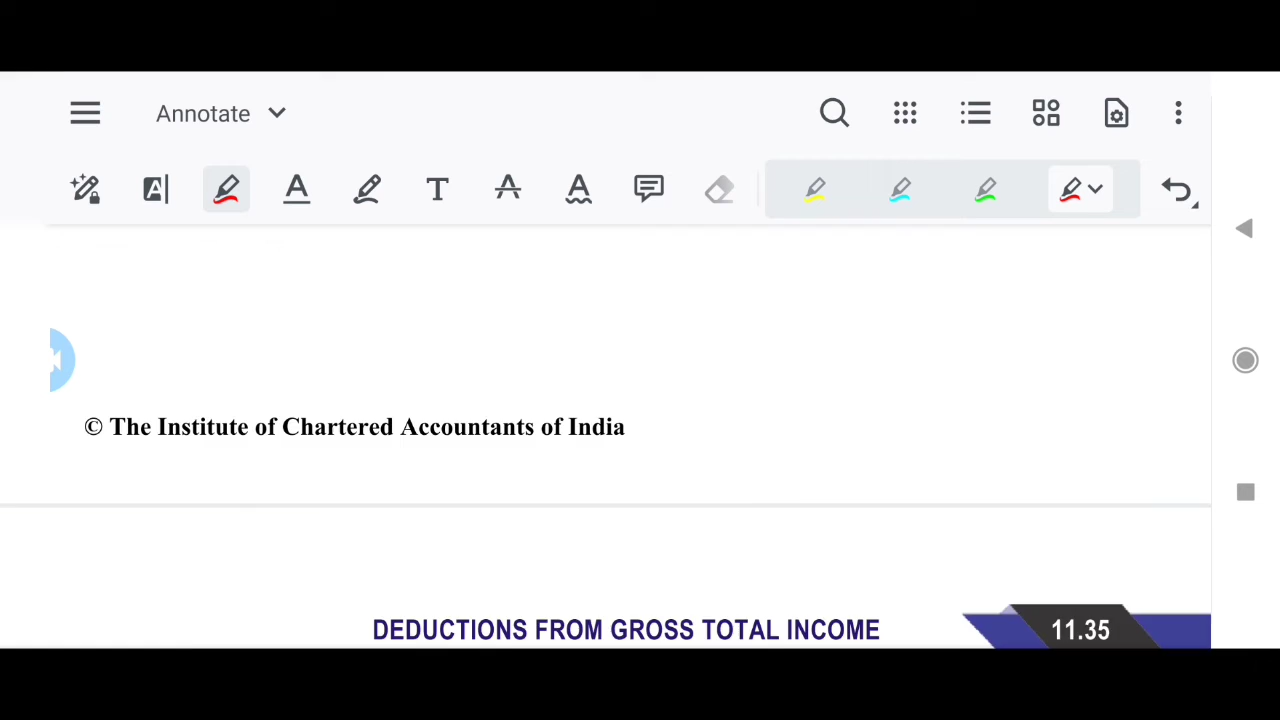 Annotate
© The Institute of Chartered Accountants of India
DEDUCTIONS FROM GROSS TOTAL INCOME
11.35